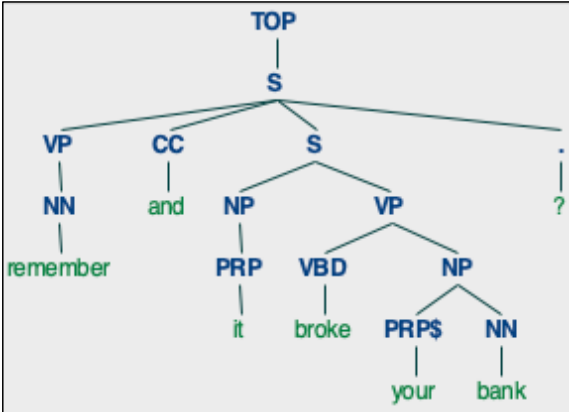 TOP
S
VP CC S .
NN and NP VP ?
remember PRP VBD NP
it broke PRP$ NN
your bank